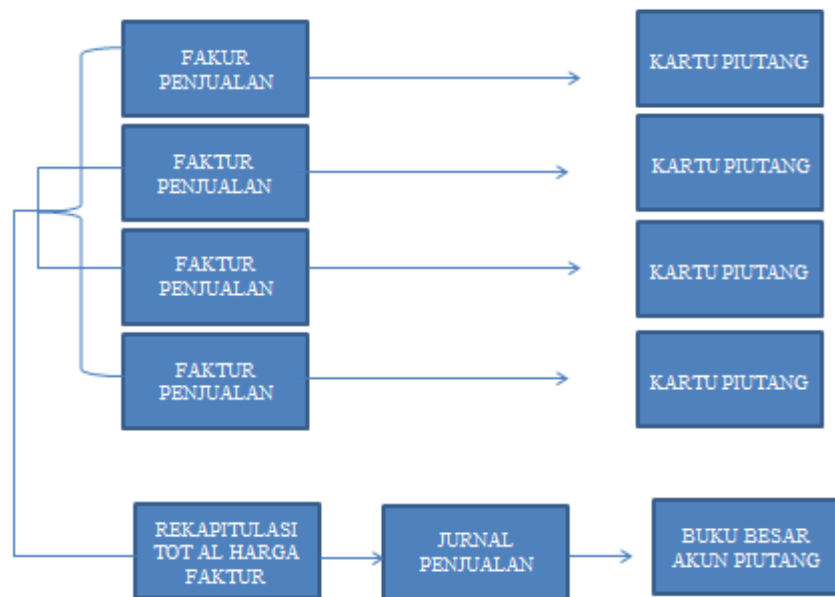 FAKUR
PENJUALAN
KARTU PIUTANG
FAKTUR
PENJUALAN
KARTU PIUTANG
FAKTUR
PENJUALAN
KARTU PIUTANG
FAKTUR
PENJUALAN
KARTU PIUTANG
REKAPITULASI
TOT AL HARGA
FAKTUR
JURNAL
PENJUALAN
BUKU BESAR
AKUN PIUTANG